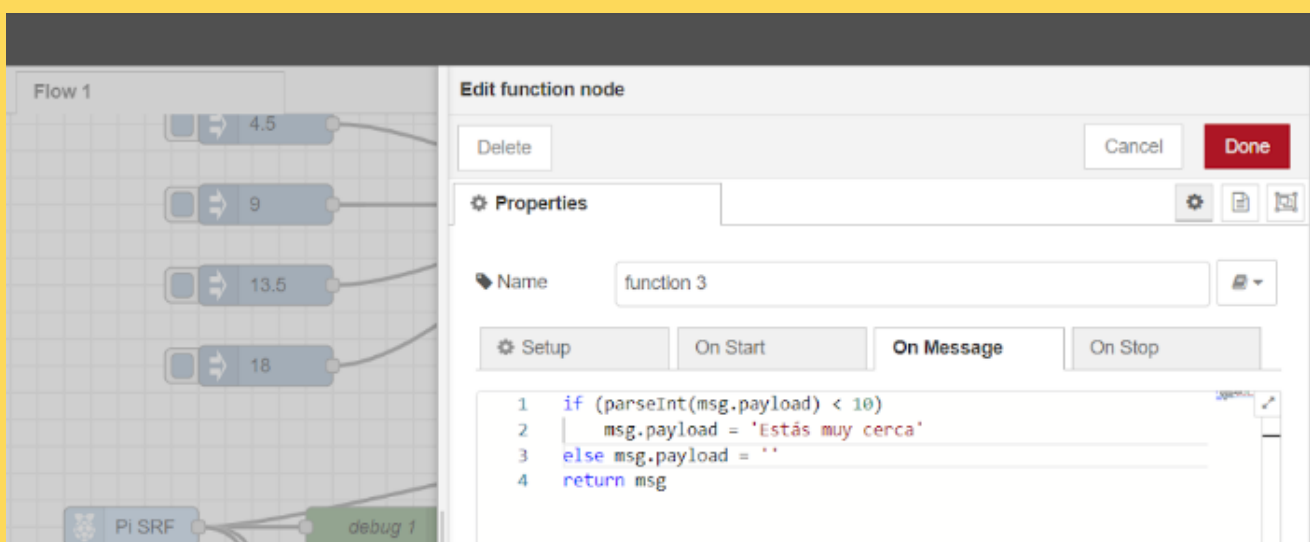 Flow 1
4.5
9
13.5
18
Pi SRF
debug 1
Edit function node
Delete
Cancel
Done
Properties
Name
function 3
Setup
On Start
On Message
On Stop
1 if (parseInt(msg.payload) < 10)
2 msg.payload = 'Estás muy cerca'
3 else msg.payload = ''
4 return msg